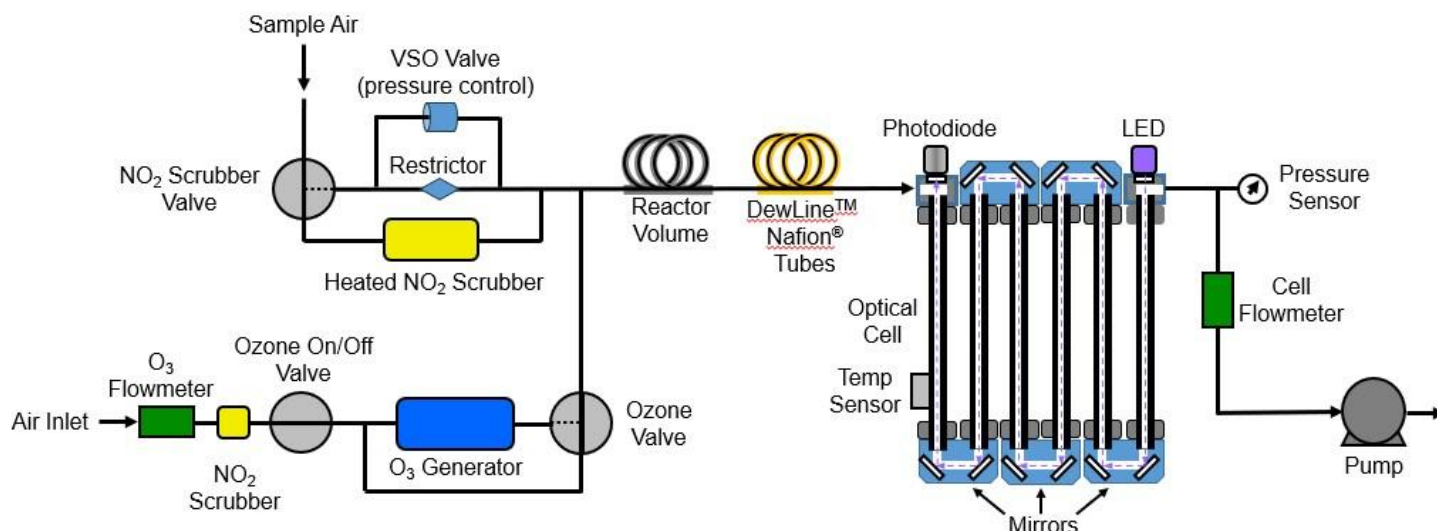 Sample Air
VSO Valve
(pressure control)
Restrictor
NO₂ Scrubber
Valve
Heated NO₂ Scrubber
Reactor
Volume
DewLine™
Nafion®
Tubes
Photodiode
LED
Pressure
Sensor
Optical
Cell
Temp
Sensor
Cell
Flowmeter
Pump
Mirrors
Ozone On/Off
Valve
O₃
Flowmeter
Air Inlet
NO₂
Scrubber
O₃ Generator
Ozone
Valve